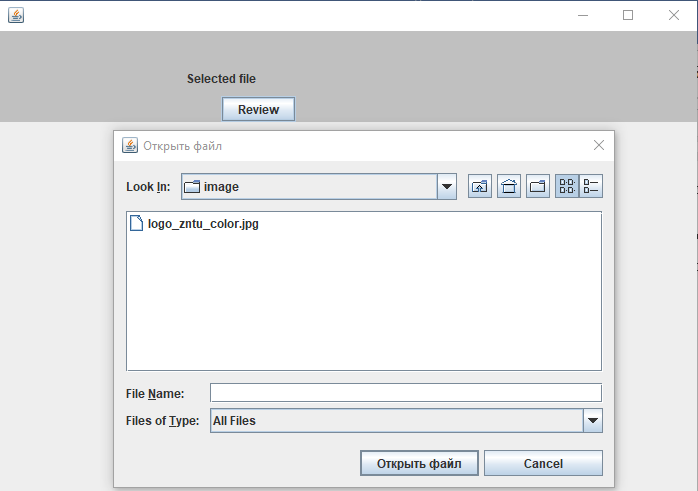 Selected file
Review
Открыть файл
Look In: image
logo_zntu_color.jpg
File Name:
Files of Type: All Files
Открыть файл Cancel